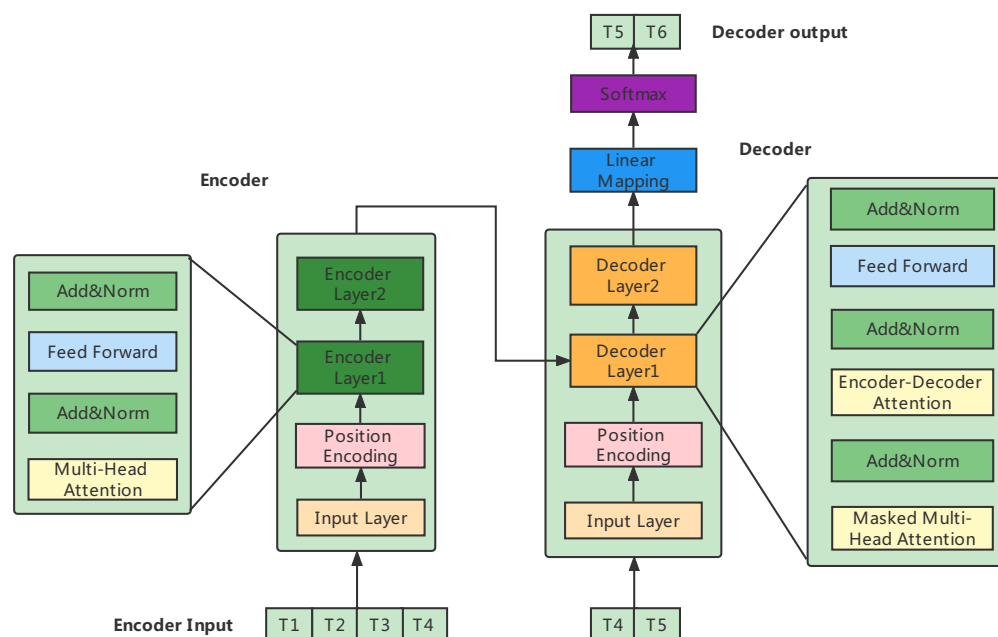 T5 T6
Decoder output
Softmax
Linear
Mapping
Decoder
Encoder
Add&Norm
Feed Forward
Add&Norm
Multi-Head
Attention
Encoder
Layer2
Encoder
Layer1
Position
Encoding
Input Layer
Decoder
Layer2
Decoder
Layer1
Position
Encoding
Input Layer
Add&Norm
Feed Forward
Add&Norm
Encoder-Decoder
Attention
Add&Norm
Masked Multi-
Head Attention
Encoder Input
T1 T2 T3 T4
T4 T5